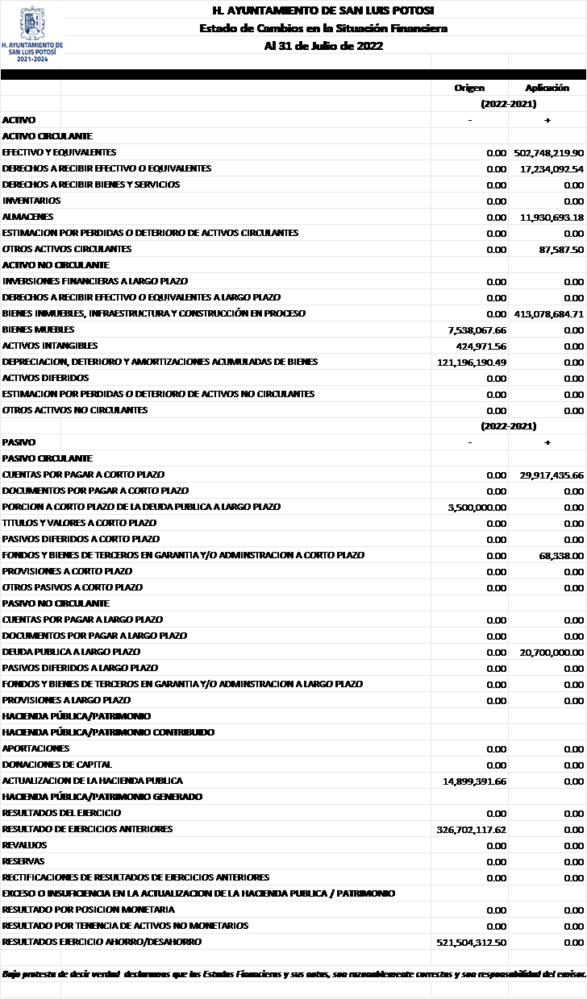 H. AYUNTAMIENTO DE SAN LUIS POTOSI
Estado de Cambios en la Situación Financiera
Al 31 de Julio de 2022
H. AYUNTAMIENTO DE
SAN LUIS POTOSÍ
2021-2024
Origen Aplicación
(2022-2021)
ACTIVO - +
ACTIVO CIRCULANTE
EFECTIVO Y EQUIVALENTES 0.00 502,748,219.90
DERECHOS A RECIBIR EFECTIVO O EQUIVALENTES 0.00 17,234,092.54
DERECHOS A RECIBIR BIENES Y SERVICIOS 0.00 0.00
INVENTARIOS 0.00 0.00
ALMACENES 0.00 11,930,693.18
ESTIMACION POR PERDIDAS O DETERIORO DE ACTIVOS CIRCULANTES 0.00 0.00
OTROS ACTIVOS CIRCULANTES 0.00 87,587.50
ACTIVO NO CIRCULANTE
INVERSIONES FINANCIERAS A LARGO PLAZO 0.00 0.00
DERECHOS A RECIBIR EFECTIVO O EQUIVALENTES A LARGO PLAZO 0.00 0.00
BIENES INMUEBLES, INFRAESTRUCTURA Y CONSTRUCCIÓN EN PROCESO 0.00 413,078,684.71
BIENES MUEBLES 7,538,067.66 0.00
ACTIVOS INTANGIBLES 424,971.56 0.00
DEPRECIACION, DETERIORO Y AMORTIZACIONES ACUMULADAS DE BIENES 121,196,190.49 0.00
ACTIVOS DIFERIDOS 0.00 0.00
ESTIMACION POR PERDIDAS O DETERIORO DE ACTIVOS NO CIRCULANTES 0.00 0.00
OTROS ACTIVOS NO CIRCULANTES 0.00 0.00
(2022-2021)
PASIVO - +
PASIVO CIRCULANTE
CUENTAS POR PAGAR A CORTO PLAZO 0.00 29,917,435.66
DOCUMENTOS POR PAGAR A CORTO PLAZO 0.00 0.00
PORCION A CORTO PLAZO DE LA DEUDA PUBLICA A LARGO PLAZO 3,500,000.00 0.00
TITULOS Y VALORES A CORTO PLAZO 0.00 0.00
PASIVOS DIFERIDOS A CORTO PLAZO 0.00 0.00
FONDOS Y BIENES DE TERCEROS EN GARANTIA Y/O ADMINSTRACION A CORTO PLAZO 0.00 68,338.00
PROVISIONES A CORTO PLAZO 0.00 0.00
OTROS PASIVOS A CORTO PLAZO 0.00 0.00
PASIVO NO CIRCULANTE
CUENTAS POR PAGAR A LARGO PLAZO 0.00 0.00
DOCUMENTOS POR PAGAR A LARGO PLAZO 0.00 0.00
DEUDA PUBLICA A LARGO PLAZO 0.00 20,700,000.00
PASIVOS DIFERIDOS A LARGO PLAZO 0.00 0.00
FONDOS Y BIENES DE TERCEROS EN GARANTIA Y/O ADMINSTRACION A LARGO PLAZO 0.00 0.00
PROVISIONES A LARGO PLAZO 0.00 0.00
HACIENDA PÚBLICA/PATRIMONIO
HACIENDA PÚBLICA/PATRIMONIO CONTRIBUIDO
APORTACIONES 0.00 0.00
DONACIONES DE CAPITAL 0.00 0.00
ACTUALIZACION DE LA HACIENDA PUBLICA 14,899,391.66 0.00
HACIENDA PÚBLICA/PATRIMONIO GENERADO
RESULTADOS DEL EJERCICIO 0.00 0.00
RESULTADO DE EJERCICIOS ANTERIORES 326,702,117.62 0.00
REVALUOS 0.00 0.00
RESERVAS 0.00 0.00
RECTIFICACIONES DE RESULTADOS DE EJERCICIOS ANTERIORES 0.00 0.00
EXCESO O INSUFICIENCIA EN LA ACTUALIZACION DE LA HACIENDA PUBLICA / PATRIMONIO
RESULTADO POR POSICION MONETARIA 0.00 0.00
RESULTADO POR TENENCIA DE ACTIVOS NO MONETARIOS 0.00 0.00
RESULTADOS EJERCICIO AHORRO/DESAHORRO 521,504,312.50 0.00
Bajo protesta de decir verdad declaramos que los Estados Financieros y sus notas, son razonablemente correctos y son responsabilidad del emisor.